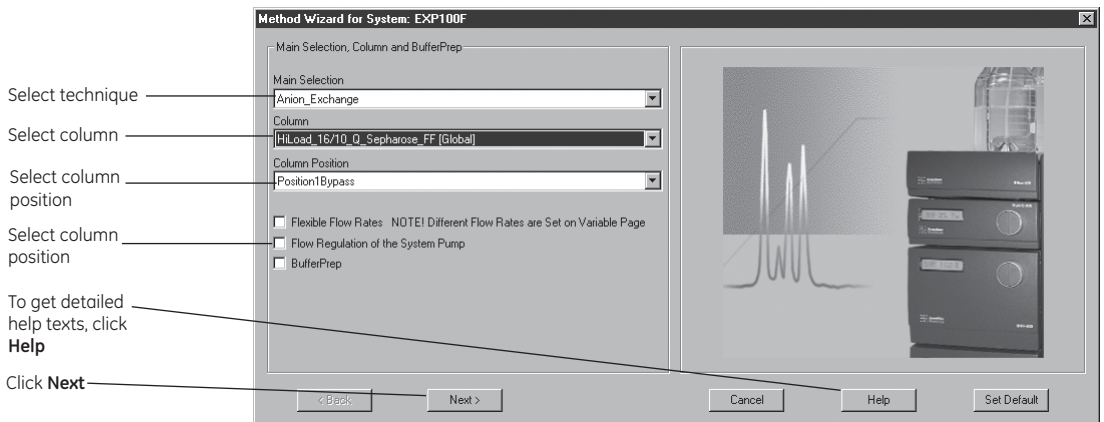 Method Wizard for System: EXP100F
Main Selection, Column and BufferPrep
Main Selection
Anion_Exchange
Column
HiLoad_16/10_Q_Sepharose_FF [Global]
Column Position
Position1Bypass
Flexible Flow Rates NOTE! Different Flow Rates are Set on Variable Page
Flow Regulation of the System Pump
BufferPrep
< Back
Next >
Cancel
Help
Set Default
Select technique
Select column
Select column
position
Select column
position
To get detailed
help texts, click
Help
Click Next